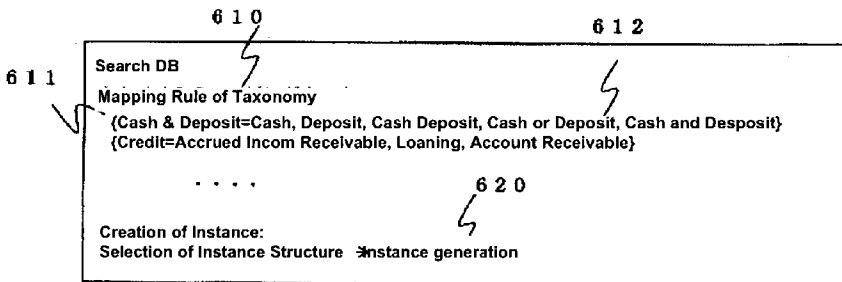 6 1 0
6 1 2
6 1 1
Search DB
Mapping Rule of Taxonomy
{Cash & Deposit=Cash, Deposit, Cash Deposit, Cash or Deposit, Cash and Desposit}
{Credit=Accrued Incom Receivable, Loaning, Account Receivable}
. . . .
6 2 0
Creation of Instance:
Selection of Instance Structure ➔Instance generation